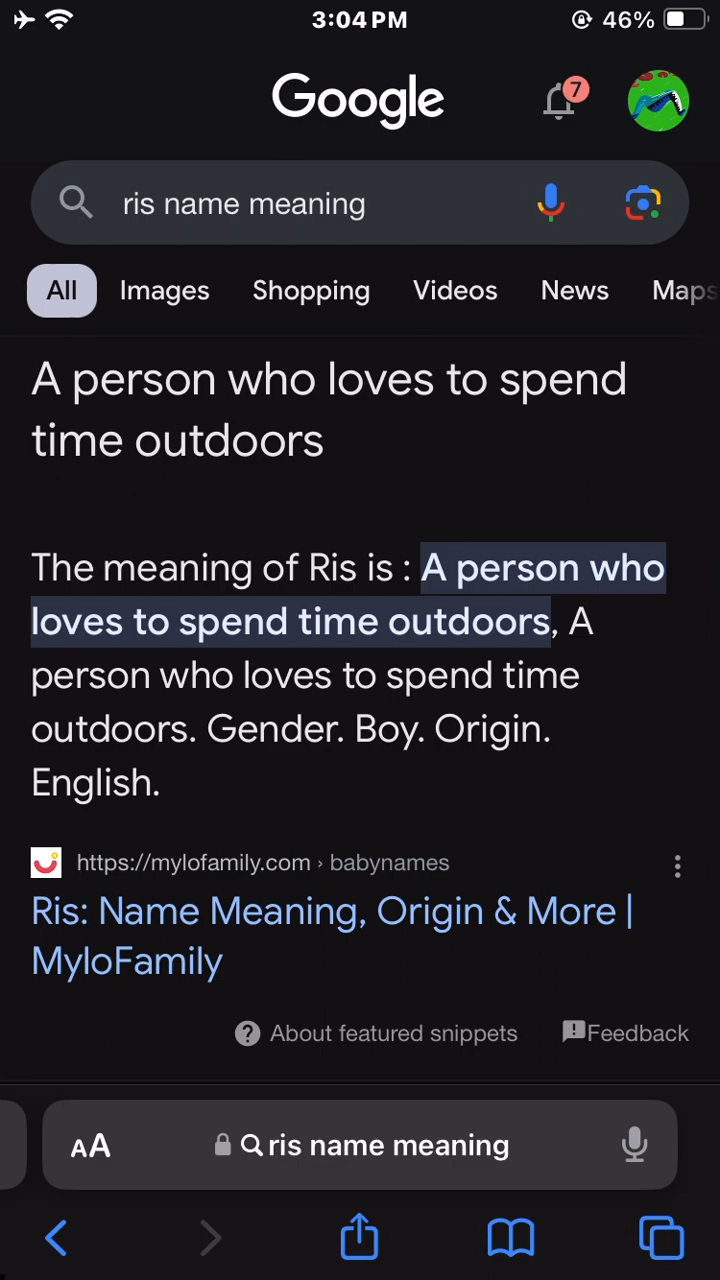 3:04 PM
46%
Google
7
ris name meaning
All Images Shopping Videos News Maps
A person who loves to spend
time outdoors
The meaning of Ris is : A person who
loves to spend time outdoors, A
person who loves to spend time
outdoors. Gender. Boy. Origin.
English.
https://mylofamily.com › babynames
Ris: Name Meaning, Origin & More |
MyloFamily
About featured snippets
Feedback
AA
ris name meaning